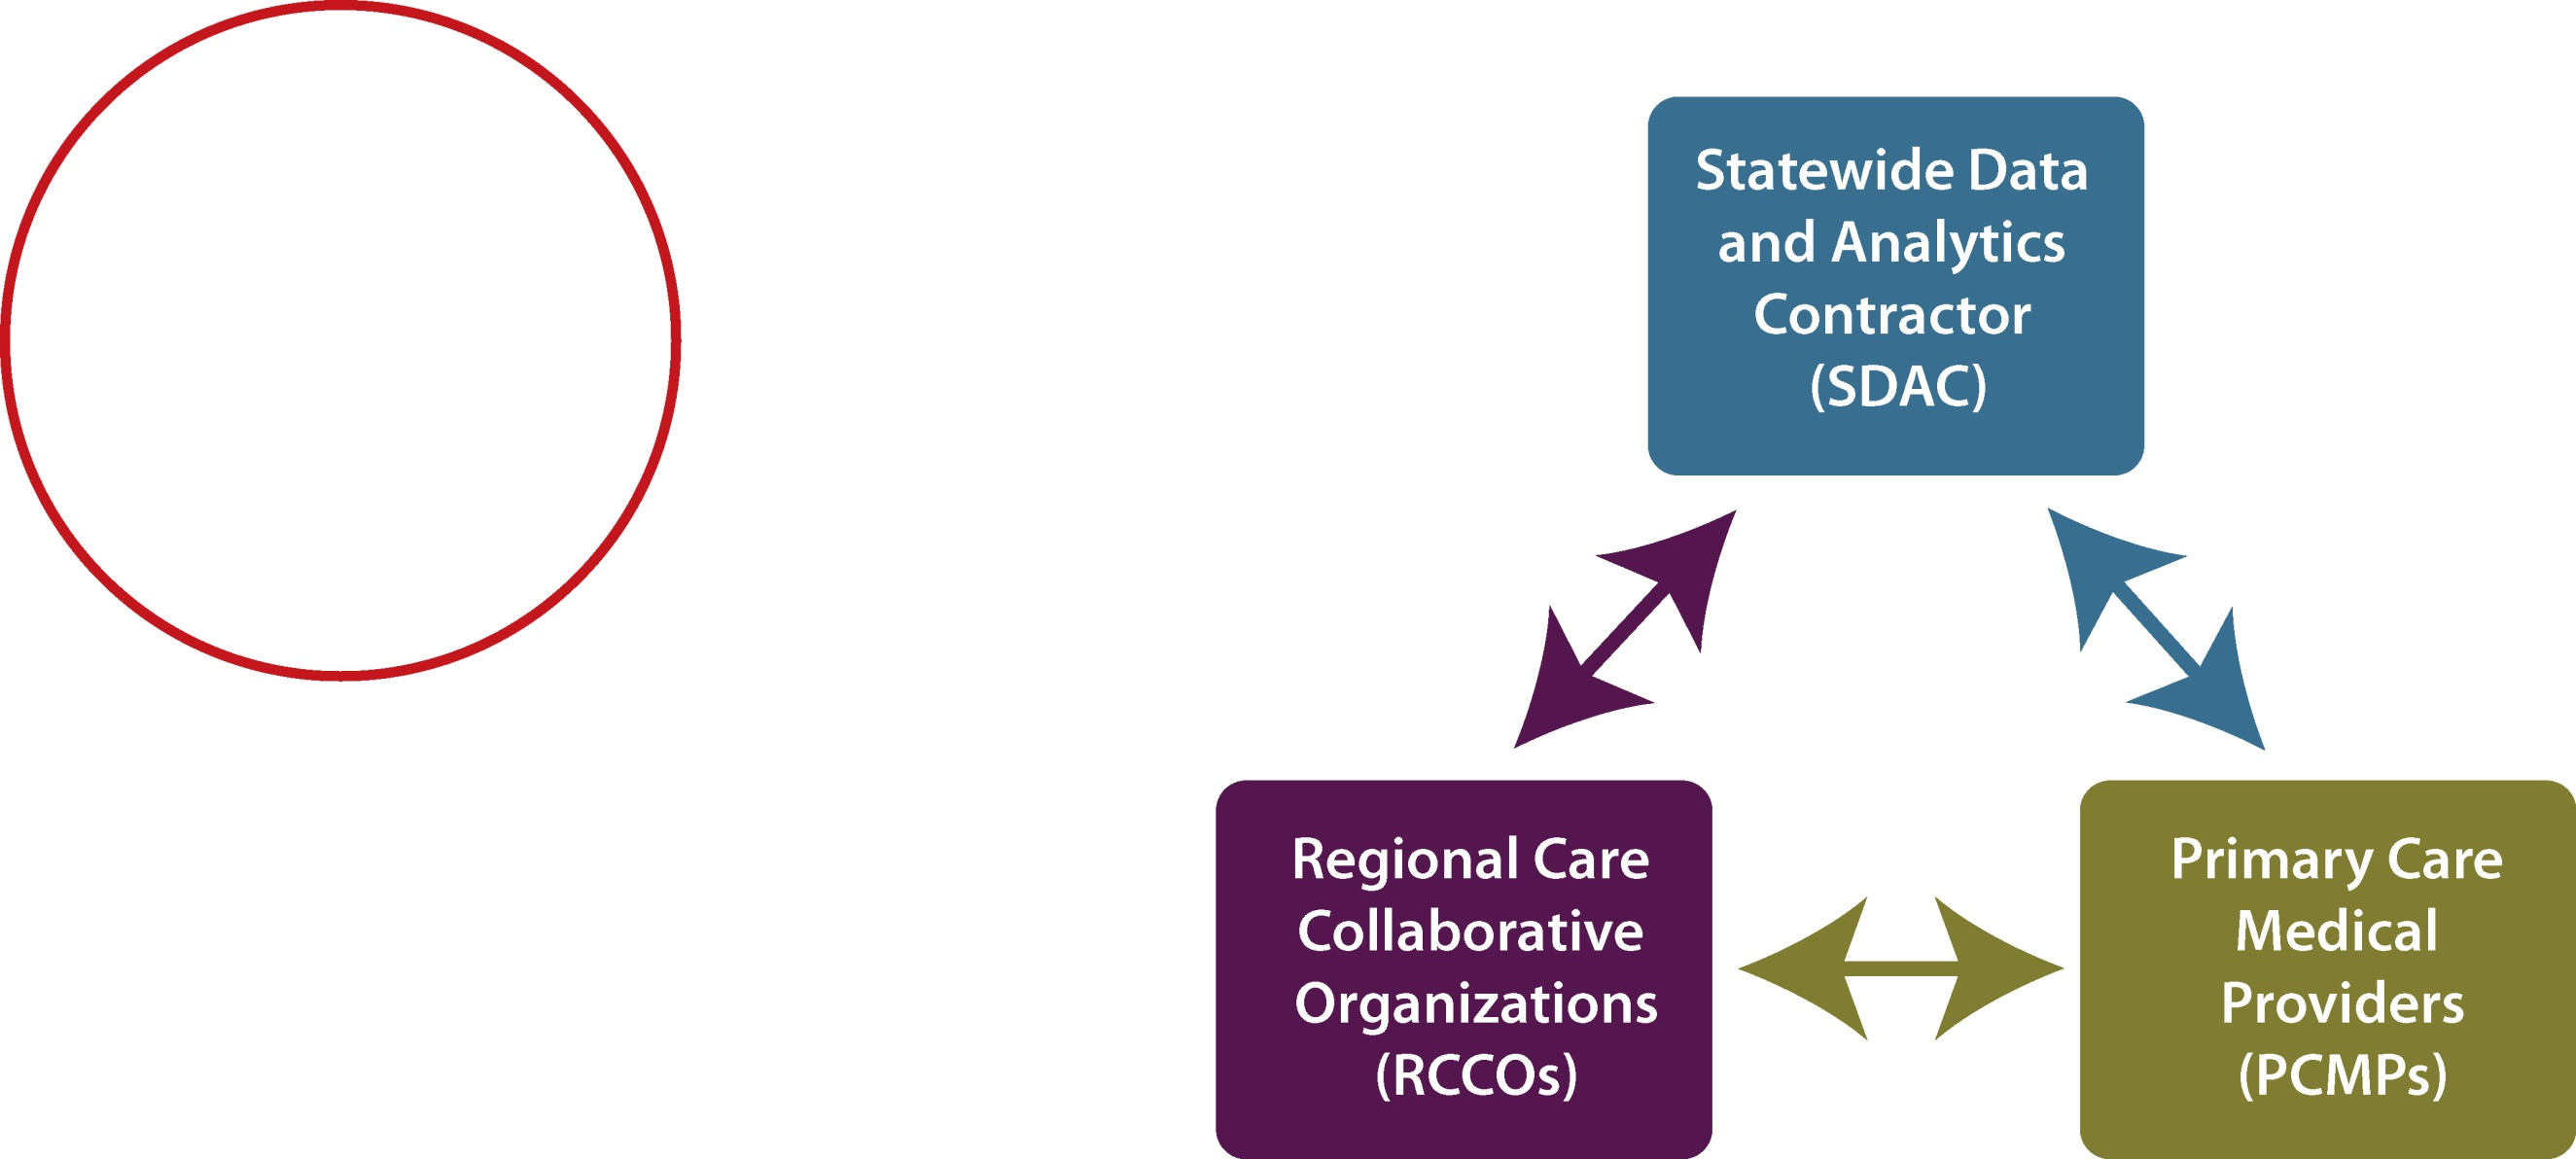 Statewide Data
and Analytics
Contractor
(SDAC)
Regional Care
Collaborative
Organizations
(RCCOs)
Primary Care
Medical
Providers
(PCMPs)